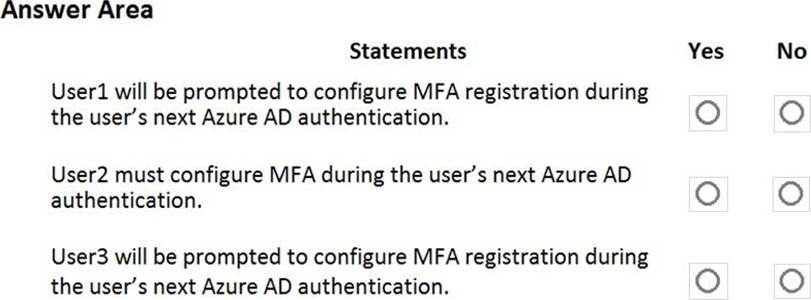 Answer Area
Statements Yes No
User1 will be prompted to configure MFA registration during
the user's next Azure AD authentication.
User2 must configure MFA during the user's next Azure AD
authentication.
User3 will be prompted to configure MFA registration during
the user's next Azure AD authentication.